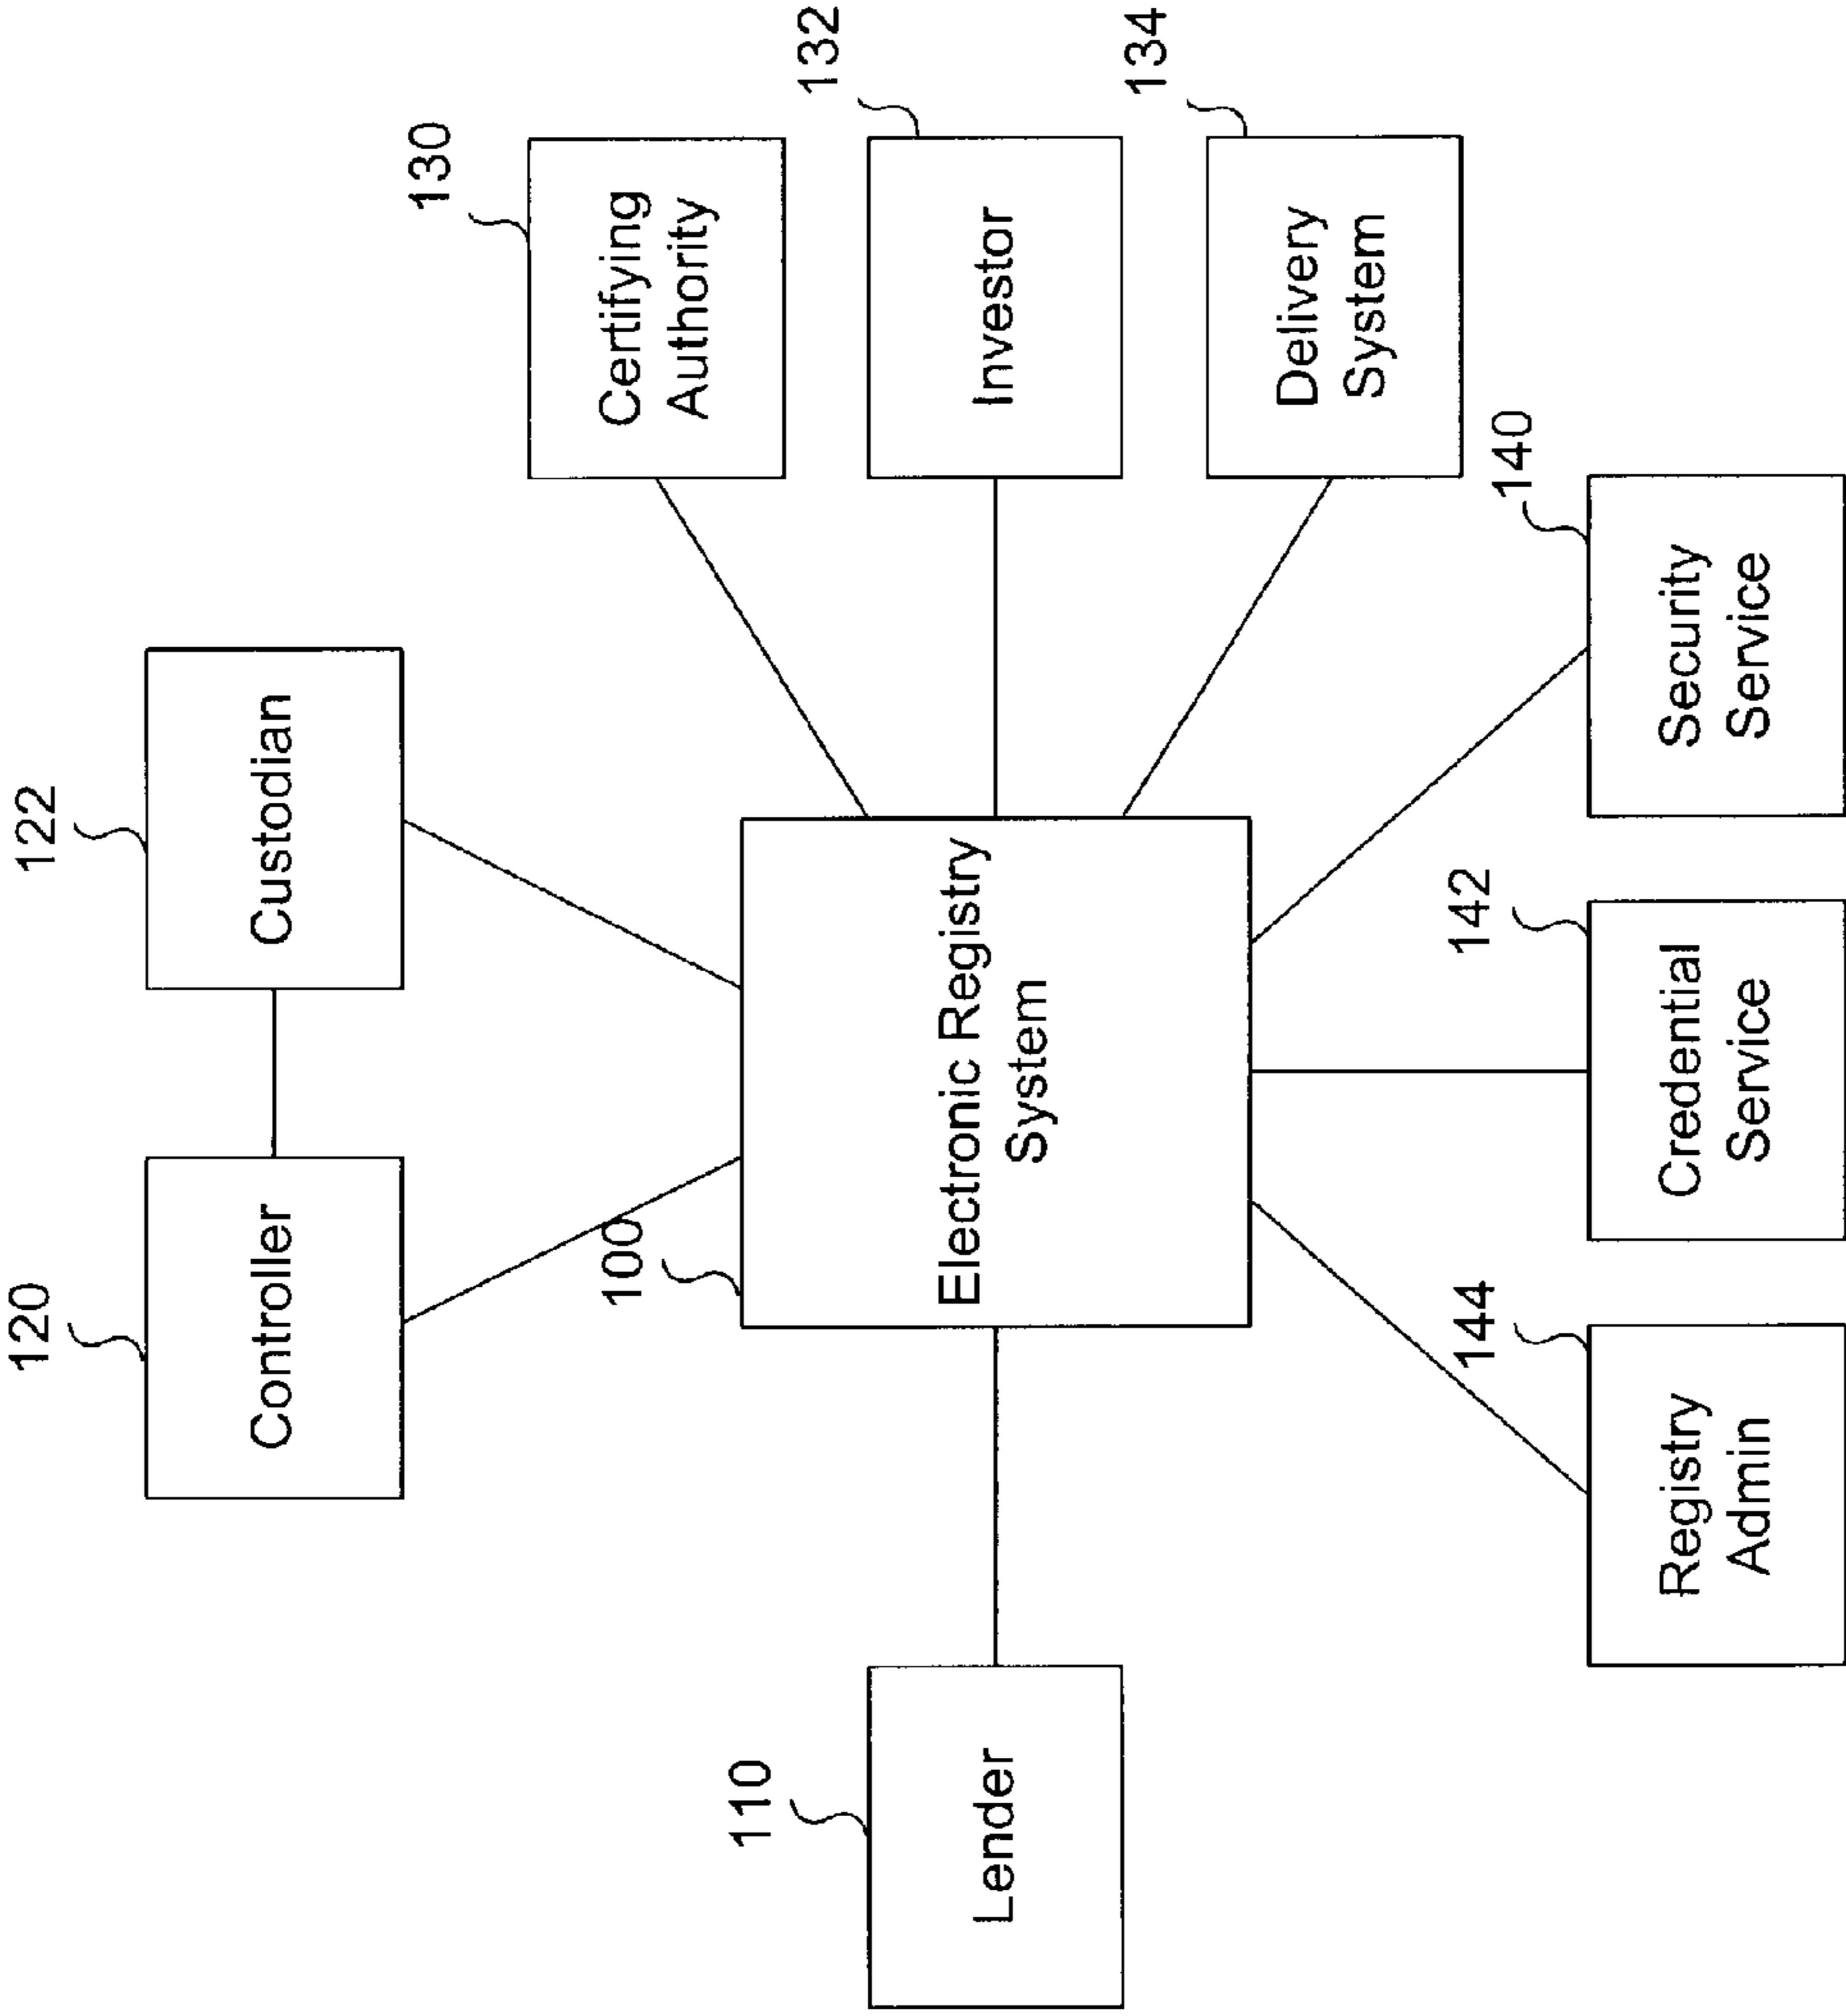 120
Controller
122
Custodian
130
Certifying
Authority
100
Electronic Registry
System
110
Lender
132
Investor
134
Delivery
System
144
Registry
Admin
142
Credential
Service
140
Security
Service